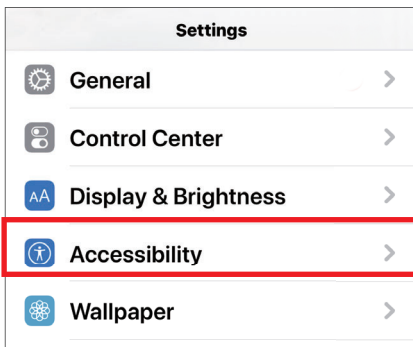 Settings
General
Control Center
AA Display & Brightness
Accessibility
Wallpaper